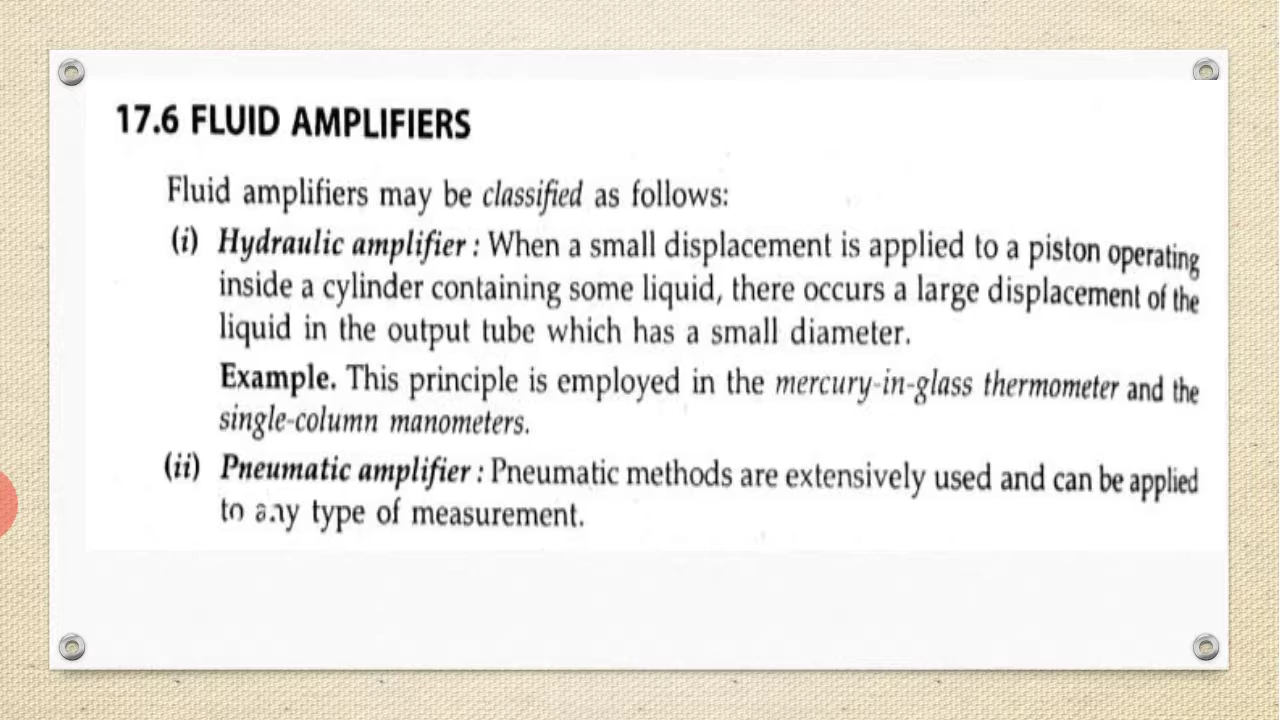 17.6 FLUID AMPLIFIERS
Fluid amplifiers may be classified as follows:
(i) Hydraulic amplifier : When a small displacement is applied to a piston operating
inside a cylinder containing some liquid, there occurs a large displacement of the
liquid in the output tube which has a small diameter.
Example. This principle is employed in the mercury-in-glass thermometer and the
single-column manometers.
(ii) Pneumatic amplifier : Pneumatic methods are extensively used and can be applied
to any type of measurement.